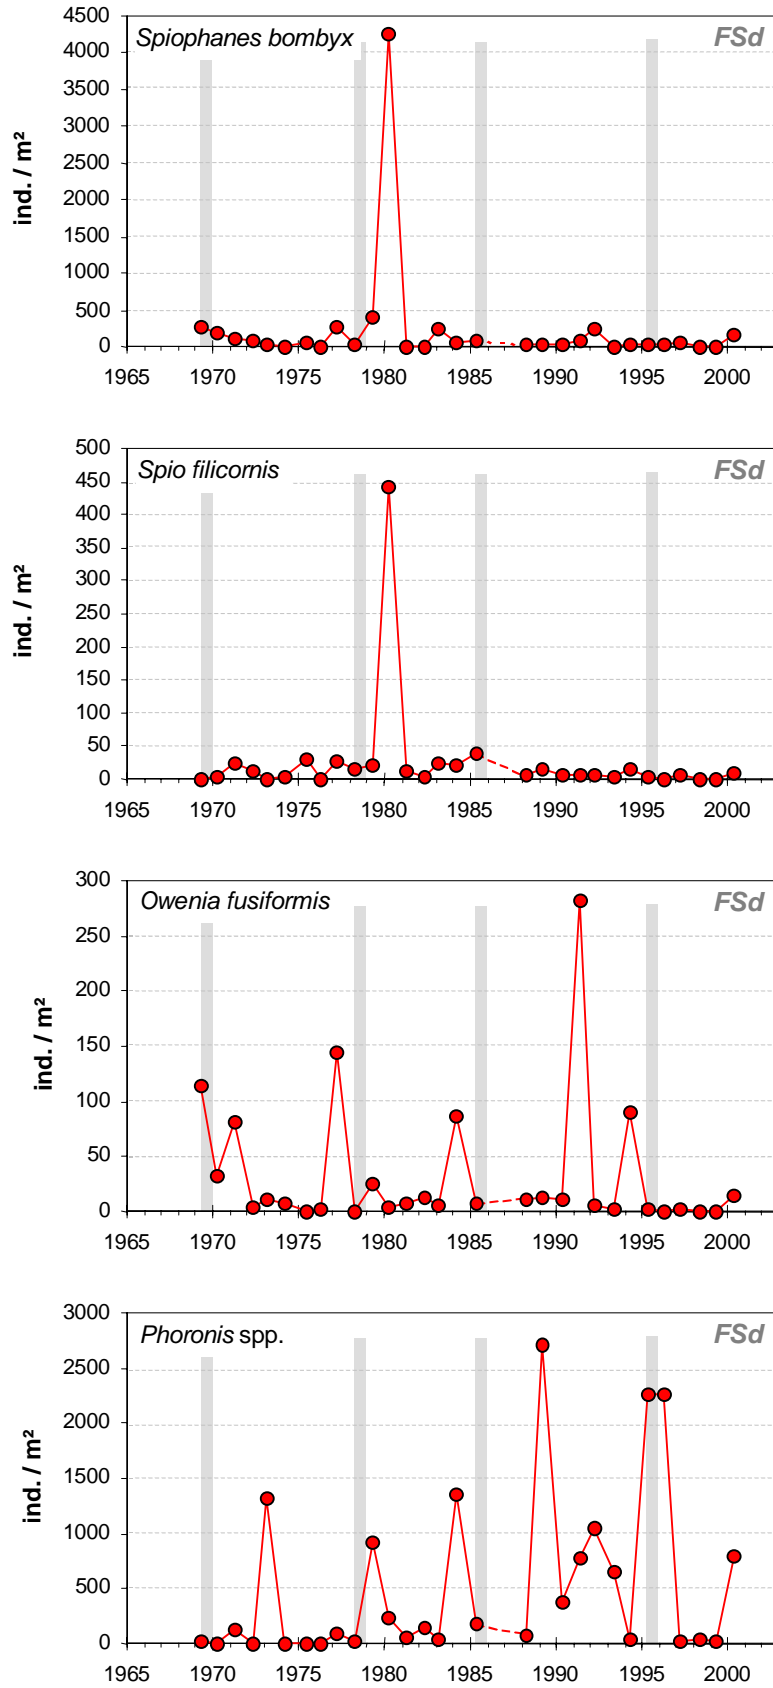 4500
Spiophanes bombyx
FSd
4000
3500
3000
2500
2000
1500
1000
500
0
ind. / m²
1965 1970 1975 1980 1985 1990 1995 2000
500
Spio filicornis
FSd
450
400
350
300
250
200
150
100
50
0
ind. / m²
1965 1970 1975 1980 1985 1990 1995 2000
300
Owenia fusiformis
FSd
250
200
150
100
50
0
ind. / m²
1965 1970 1975 1980 1985 1990 1995 2000
3000
Phoronis spp.
FSd
2500
2000
1500
1000
500
0
ind. / m²
1965 1970 1975 1980 1985 1990 1995 2000